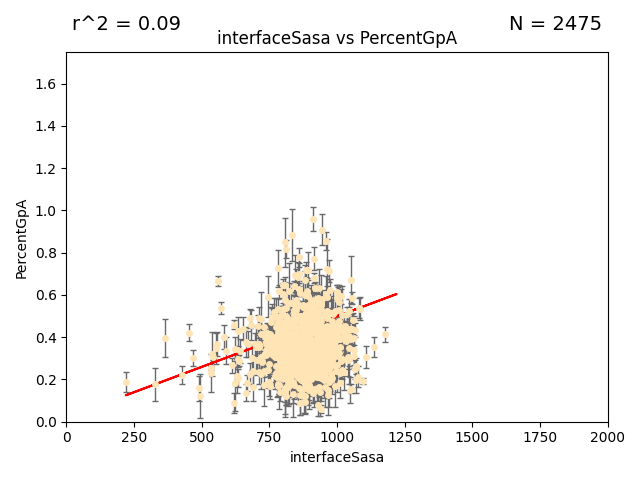 r^2 = 0.09
N = 2475
interfaceSasa vs PercentGpA
PercentGpA
1.6
1.4
1.2
1.0
0.8
0.6
0.4
0.2
0.0
0 250 500 750 1000 1250 1500 1750 2000
interfaceSasa